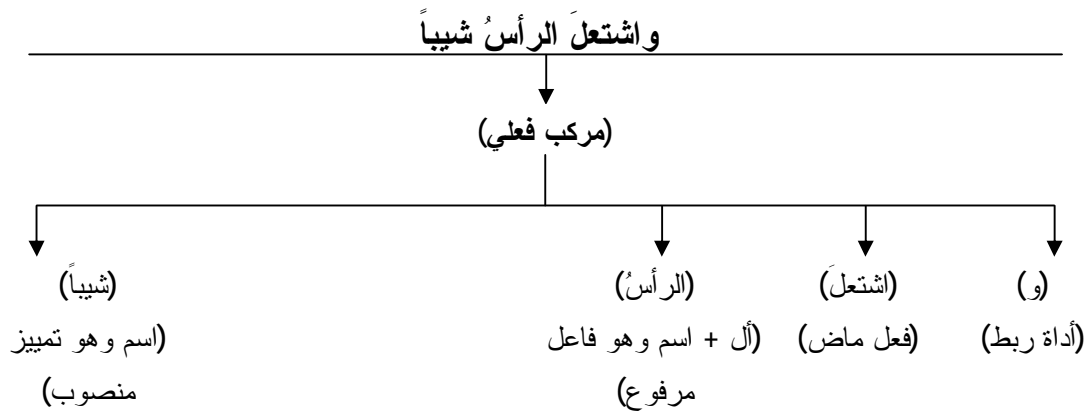 واشتعلَ الرأسُ شيباً
(مركب فعلي)
(و) (اشتعلَ) (الرأسُ) (شيباً)
(أداة ربط) (فعل ماض) (أل + اسم وهو فاعل (اسم وهو تمييز
مرفوع) منصوب)